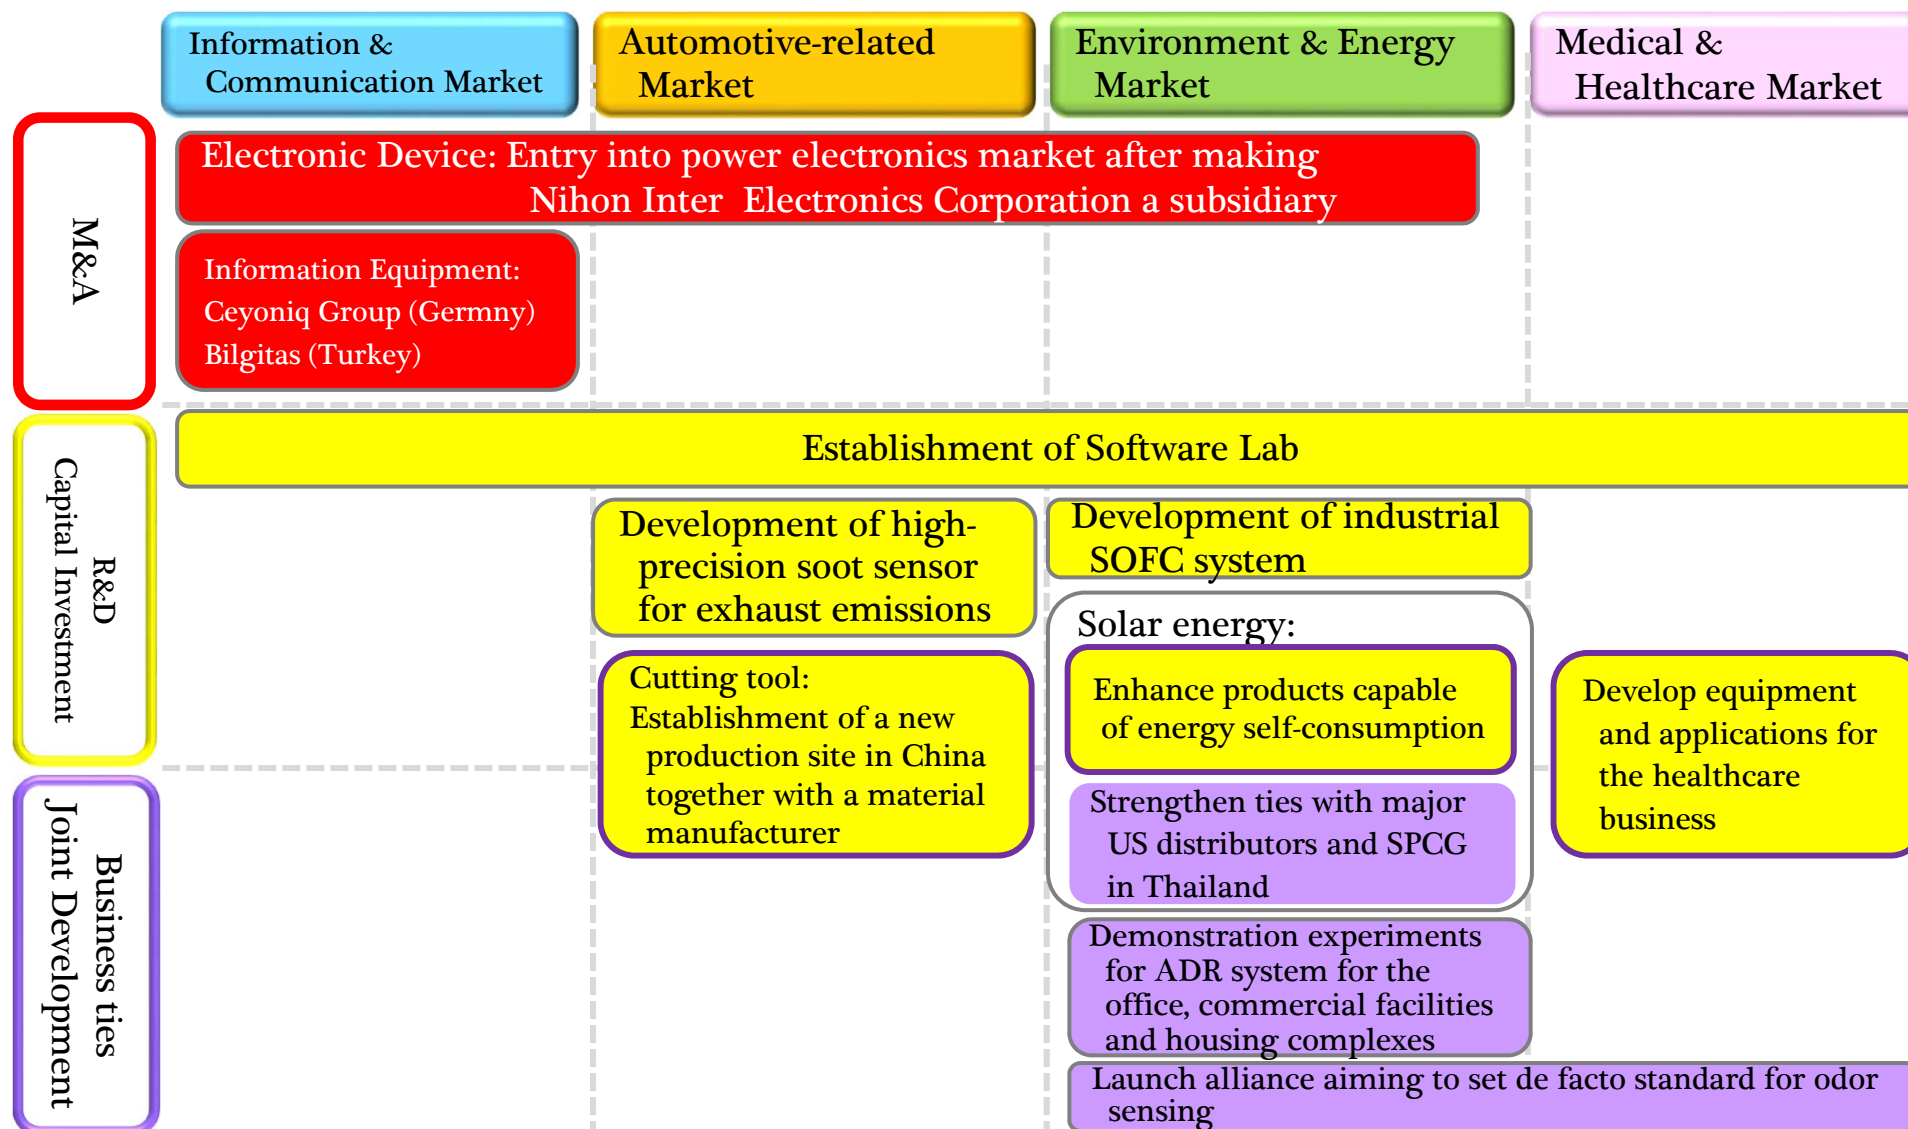 Information &
Communication Market
Automotive-related
Market
Environment & Energy
Market
Medical &
Healthcare Market
M&A
Electronic Device: Entry into power electronics market after making
Nihon Inter Electronics Corporation a subsidiary
Information Equipment:
Ceyoniq Group (Germny)
Bilgitas (Turkey)
R&D
Capital Investment
Establishment of Software Lab
Development of high-
precision soot sensor
for exhaust emissions
Development of industrial
SOFC system
Cutting tool:
Establishment of a new
production site in China
together with a material
manufacturer
Solar energy:
Enhance products capable
of energy self-consumption
Develop equipment
and applications for
the healthcare
business
Business ties
Joint Development
Strengthen ties with major
US distributors and SPCG
in Thailand
Demonstration experiments
for ADR system for the
office, commercial facilities
and housing complexes
Launch alliance aiming to set de facto standard for odor
sensing